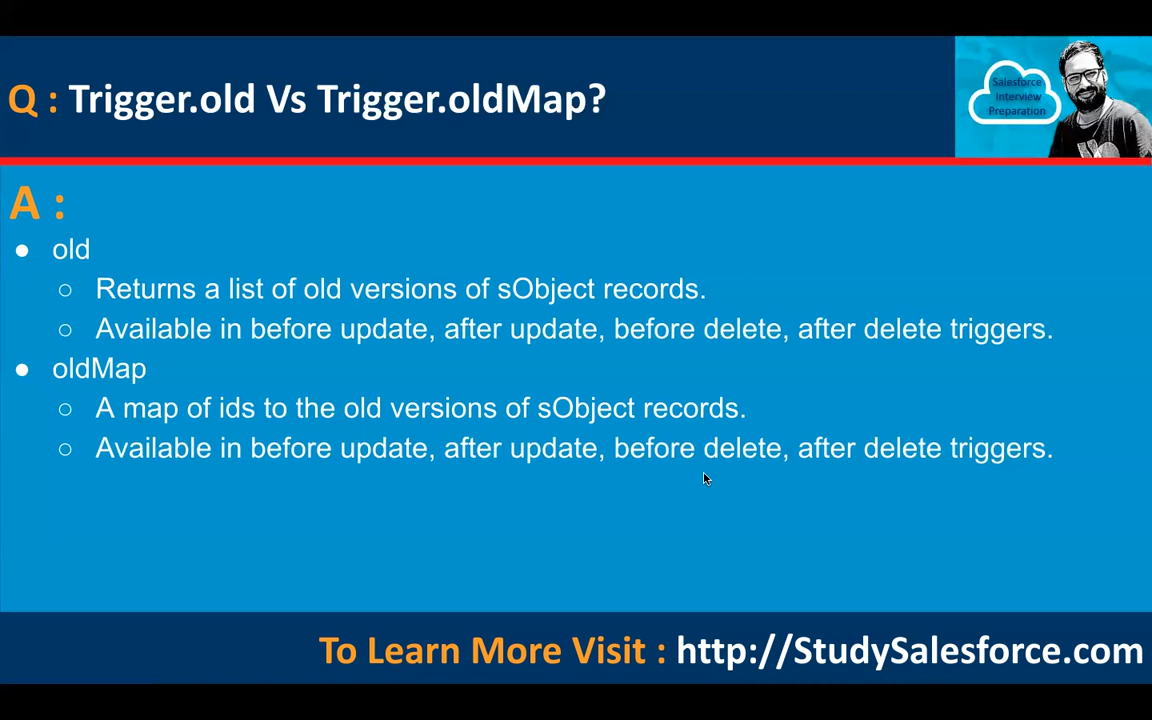 Q : Trigger.old Vs Trigger.oldMap?
Salesforce
Interview
Preparation
A :
● old
○ Returns a list of old versions of sObject records.
○ Available in before update, after update, before delete, after delete triggers.
● oldMap
○ A map of ids to the old versions of sObject records.
○ Available in before update, after update, before delete, after delete triggers.
To Learn More Visit : http://StudySalesforce.com